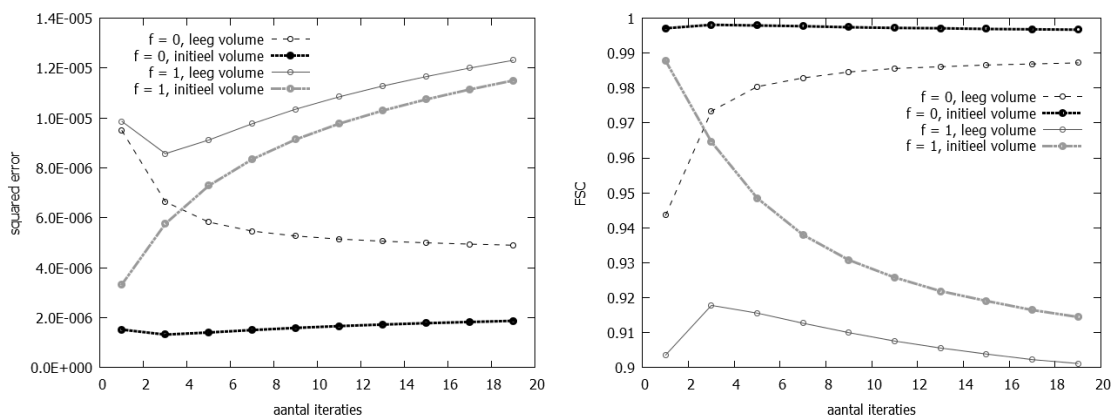 1.4E-005
1.2E-005
1.0E-005
8.0E-006
6.0E-006
4.0E-006
2.0E-006
0.0E+000
squared error
f = 0, leeg volume
f = 0, initieel volume
f = 1, leeg volume
f = 1, initieel volume
0 2 4 6 8 10 12 14 16 18 20
aantal iteraties
1
0.99
0.98
0.97
0.96
0.95
0.94
0.93
0.92
0.91
0.9
FSC
f = 0, leeg volume
f = 0, initieel volume
f = 1, leeg volume
f = 1, initieel volume
0 2 4 6 8 10 12 14 16 18 20
aantal iteraties